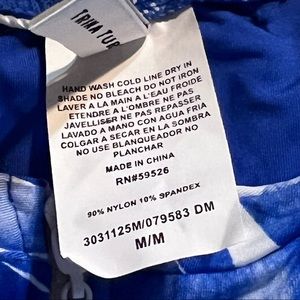 TRINA TUR
HAND WASH COLD LINE DRY IN
SHADE NO BLEACH DO NOT IRON
LAVER A LA MAIN A L'EAU FROIDE
ETENDRE A L'OMBRE NE PAS
JAVELLISER NE PAS REPASSER
LAVADO A MANO CON AGUA FRIA
COLGAR A SECAR EN LA SOMBRA
NO USE BLANQUEADOR NO
PLANCHAR
MADE IN CHINA
RN#59526
90% NYLON 10% SPANDEX
3031125M/079583 DM
M/M